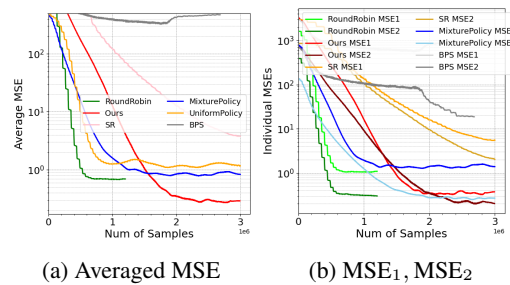 Average MSE
10²
10¹
10⁰
RoundRobin
Ours
SR
MixturePolicy
UniformPolicy
BPS
0 1 2 3
1e6
Num of Samples
(a) Averaged MSE
Individual MSEs
10³
10²
10¹
10⁰
RoundRobin MSE1
RoundRobin MSE2
Ours MSE1
Ours MSE2
SR MSE1
SR MSE2
MixturePolicy MSE
MixturePolicy MSE
BPS MSE1
BPS MSE2
0 1 2 3
1e6
Num of Samples
(b) MSE₁, MSE₂